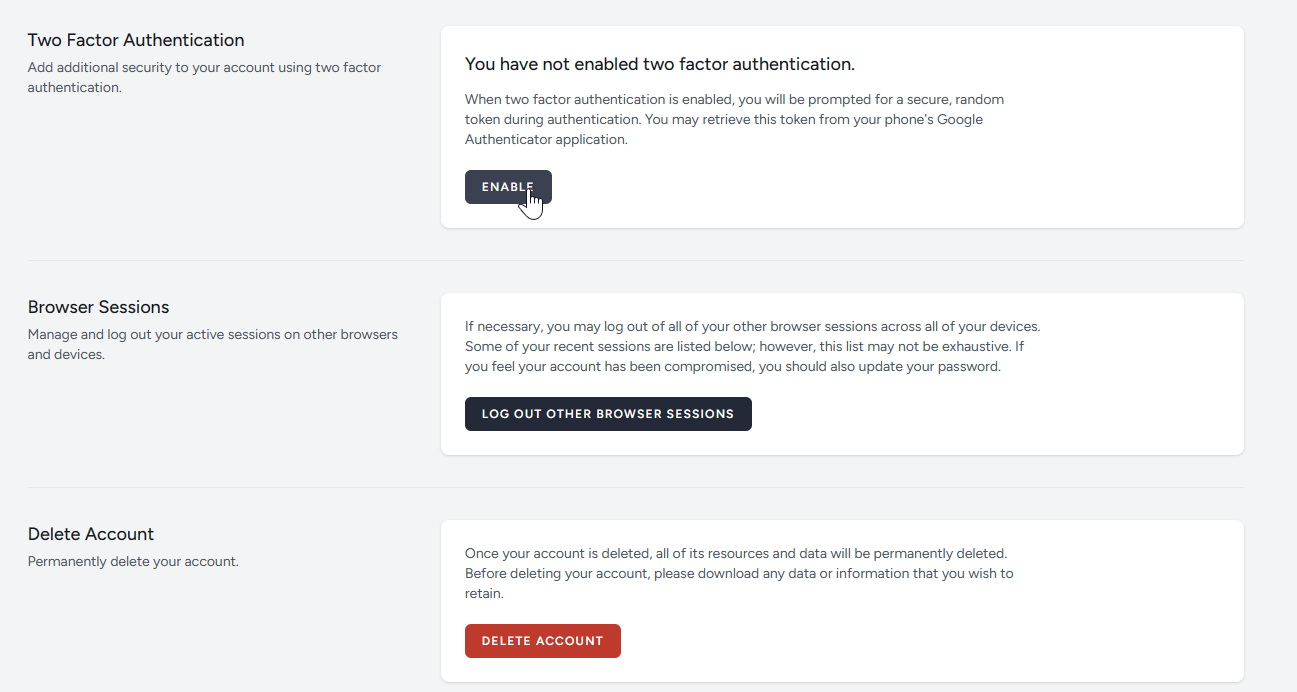 Two Factor Authentication
Add additional security to your account using two factor
authentication.
You have not enabled two factor authentication.
When two factor authentication is enabled, you will be prompted for a secure, random
token during authentication. You may retrieve this token from your phone's Google
Authenticator application.
ENABLE
Browser Sessions
Manage and log out your active sessions on other browsers
and devices.
If necessary, you may log out of all of your other browser sessions across all of your devices.
Some of your recent sessions are listed below; however, this list may not be exhaustive. If
you feel your account has been compromised, you should also update your password.
LOG OUT OTHER BROWSER SESSIONS
Delete Account
Permanently delete your account.
Once your account is deleted, all of its resources and data will be permanently deleted.
Before deleting your account, please download any data or information that you wish to
retain.
DELETE ACCOUNT